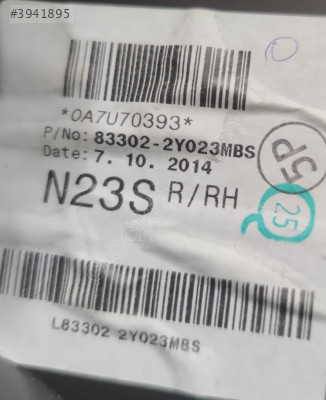 #3941895
*0A7U70393*
P/No: 83302-2Y023MBS
Date: 7. 10. 2014
5P
N23S R/RH
25
L83302 2Y023MBS